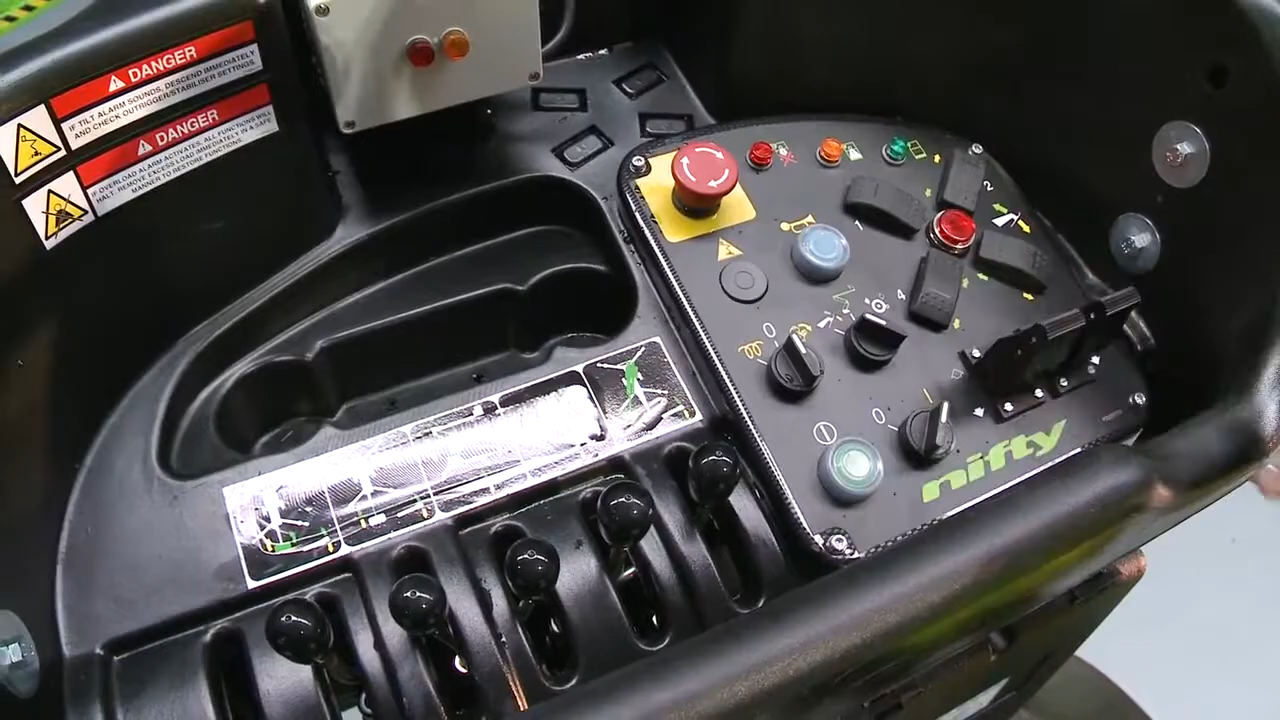 DANGER
IF TILT ALARM SOUNDS, DESCEND IMMEDIATELY
AND CHECK OUTRIGGER/STABILISER SETTINGS
DANGER
IF OVERLOAD ALARM ACTIVATES, ALL FUNCTIONS WILL
HALT. REMOVE EXCESS LOAD IMMEDIATELY IN A SAFE
MANNER TO RESTORE FUNCTIONS.
1
2
4
0
0
nifty